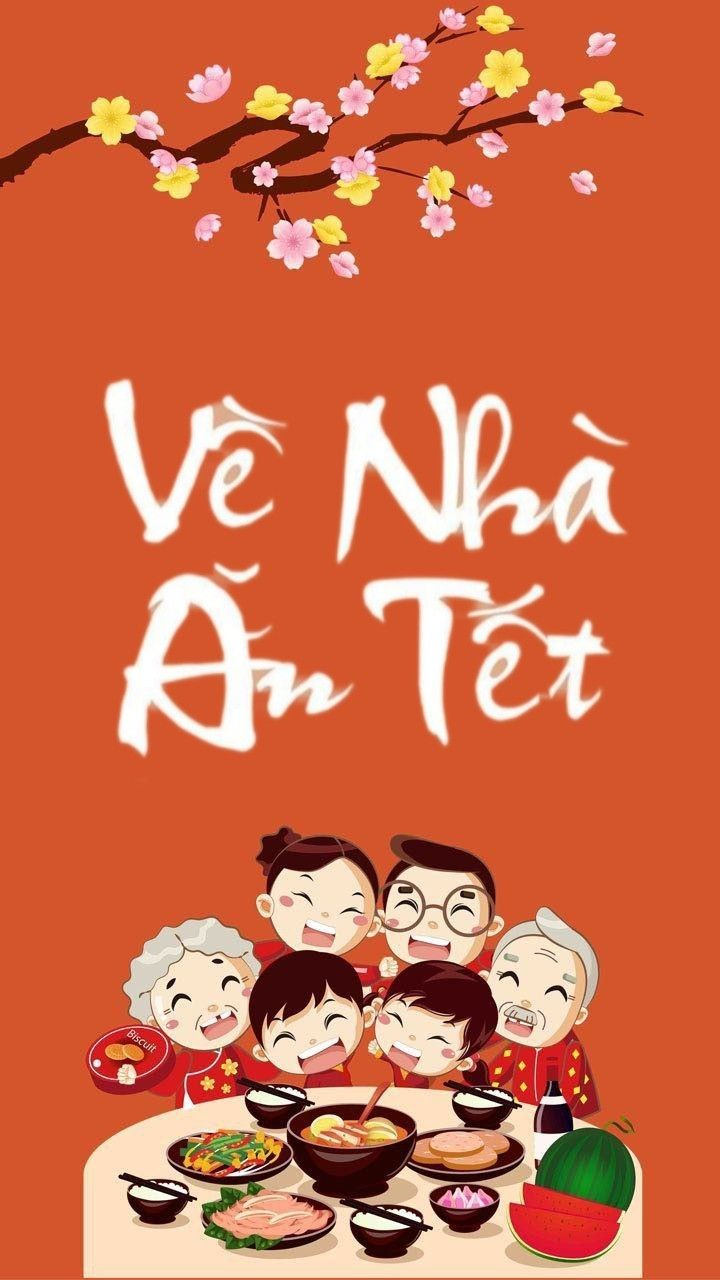 Về Nhà
Ăn Tết
Biscuit